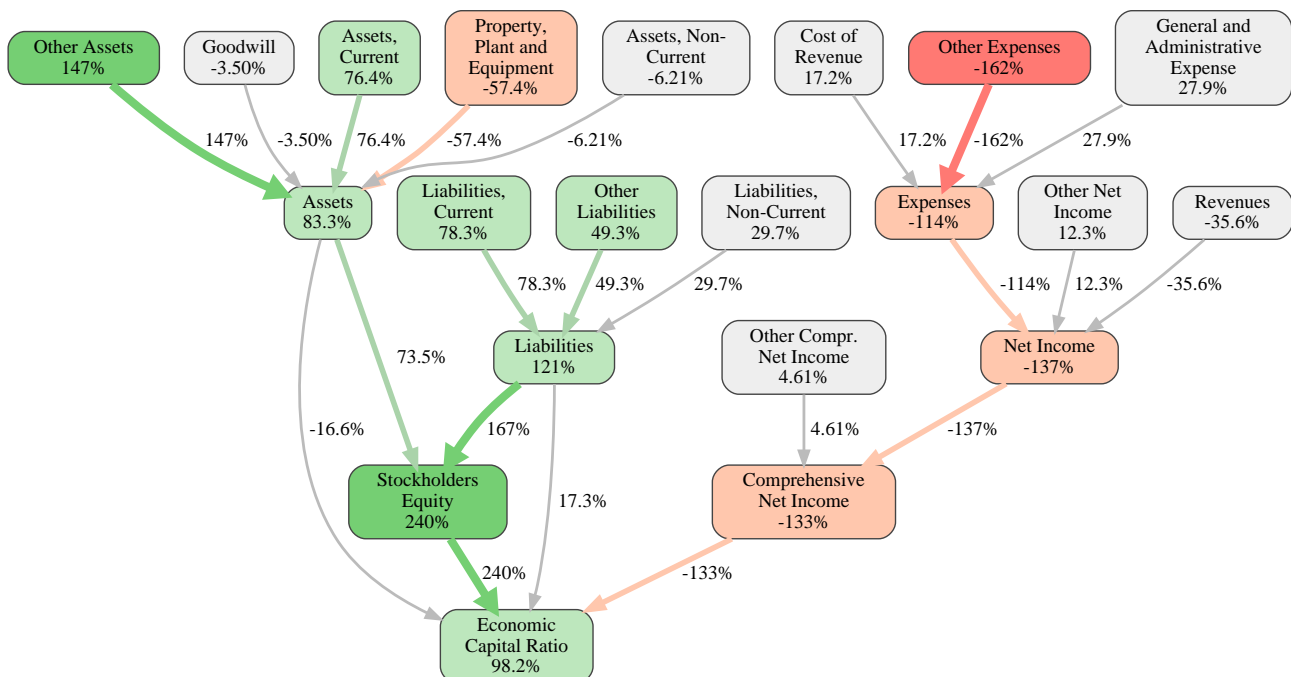 Other Assets
147%
Goodwill
-3.50%
Assets,
Current
76.4%
Property,
Plant and
Equipment
-57.4%
Assets, Non-
Current
-6.21%
Cost of
Revenue
17.2%
Other Expenses
-162%
General and
Administrative
Expense
27.9%
147%
-3.50%
76.4%
-57.4%
-6.21%
17.2%
-162%
27.9%
Assets
83.3%
Liabilities,
Current
78.3%
Other
Liabilities
49.3%
Liabilities,
Non-Current
29.7%
Expenses
-114%
Other Net
Income
12.3%
Revenues
-35.6%
78.3%
49.3%
29.7%
-114%
12.3%
-35.6%
73.5%
Liabilities
121%
Other Compr.
Net Income
4.61%
Net Income
-137%
-16.6%
167%
4.61%
-137%
Stockholders
Equity
240%
17.3%
Comprehensive
Net Income
-133%
240%
-133%
Economic
Capital Ratio
98.2%